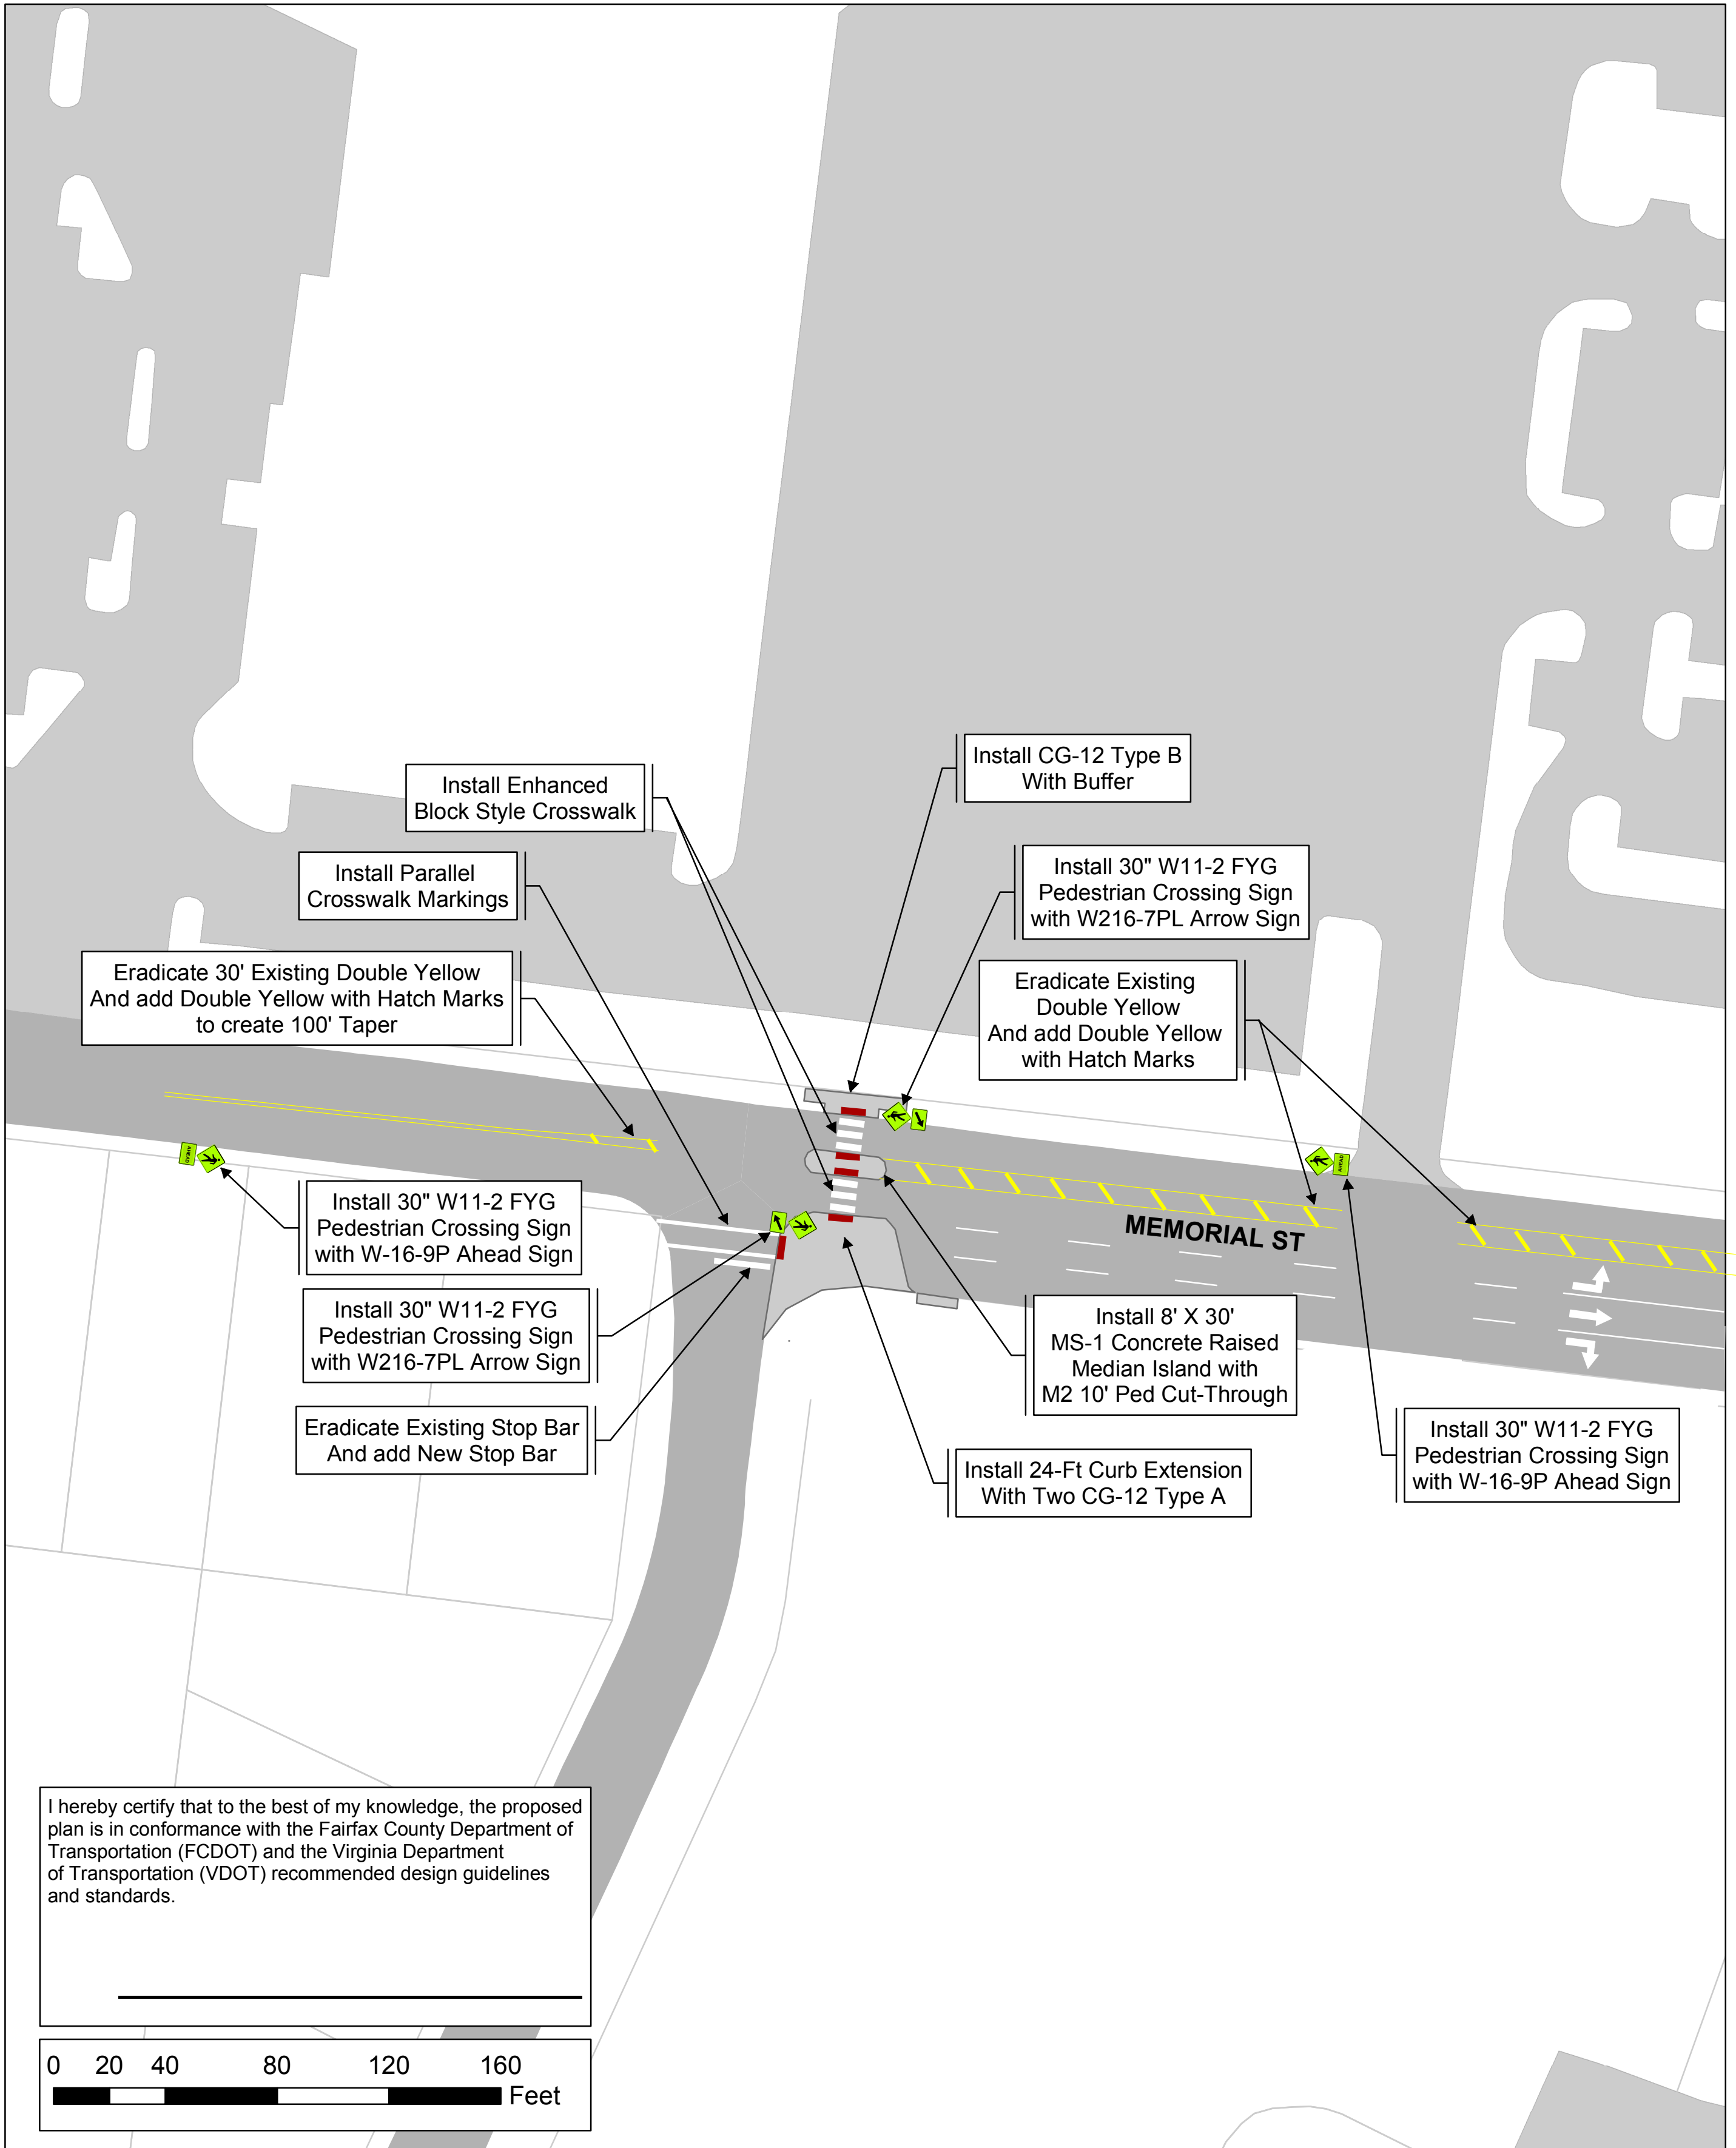 Install CG-12 Type B
With Buffer
Install Enhanced
Block Style Crosswalk
Install 30" W11-2 FYG
Pedestrian Crossing Sign
with W216-7PL Arrow Sign
Install Parallel
Crosswalk Markings
Eradicate 30' Existing Double Yellow
And add Double Yellow with Hatch Marks
to create 100' Taper
Eradicate Existing
Double Yellow
And add Double Yellow
with Hatch Marks
AHEAD
AHEAD
Install 30" W11-2 FYG
Pedestrian Crossing Sign
with W-16-9P Ahead Sign
MEMORIAL ST
Install 30" W11-2 FYG
Pedestrian Crossing Sign
with W216-7PL Arrow Sign
Install 8' X 30'
MS-1 Concrete Raised
Median Island with
M2 10' Ped Cut-Through
Eradicate Existing Stop Bar
And add New Stop Bar
Install 24-Ft Curb Extension
With Two CG-12 Type A
Install 30" W11-2 FYG
Pedestrian Crossing Sign
with W-16-9P Ahead Sign
I hereby certify that to the best of my knowledge, the proposed
plan is in conformance with the Fairfax County Department of
Transportation (FCDOT) and the Virginia Department
of Transportation (VDOT) recommended design guidelines
and standards.
0 20 40 80 120 160
Feet